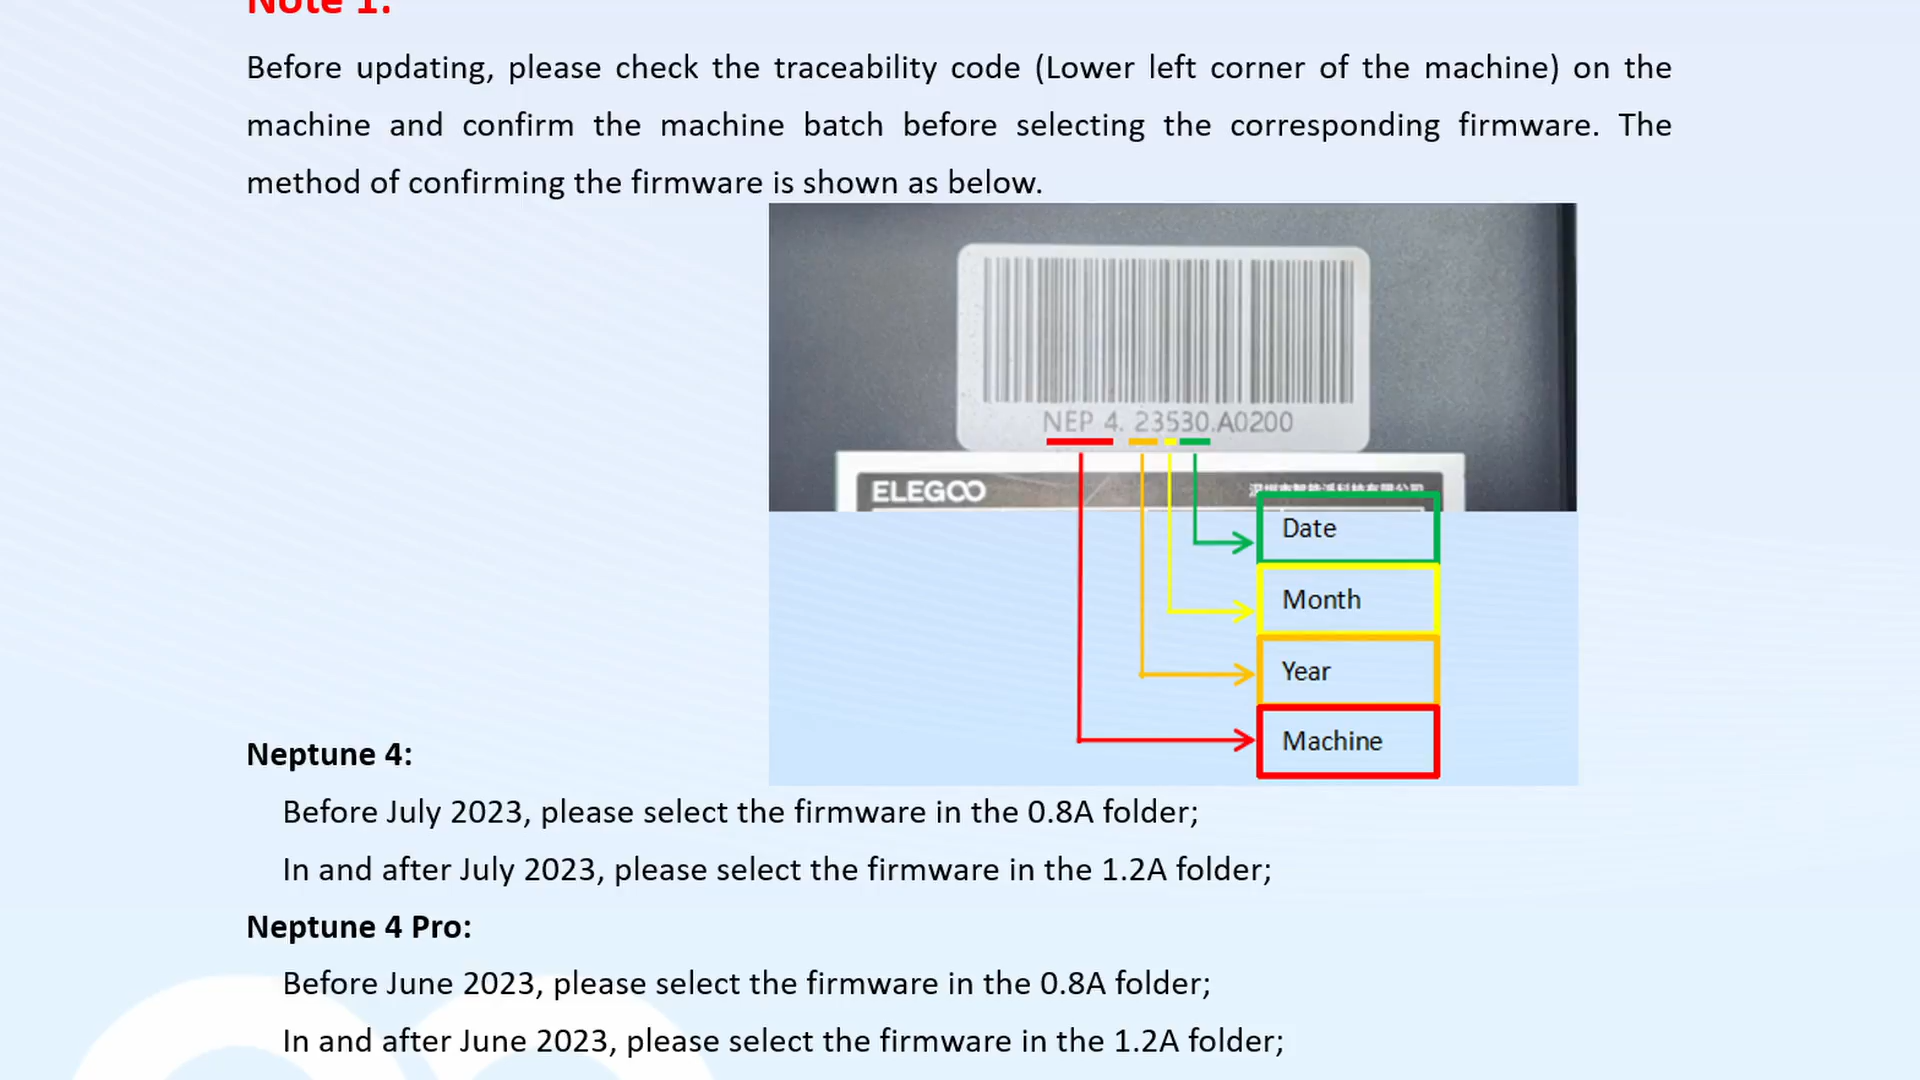 Note 1:
Before updating, please check the traceability code (Lower left corner of the machine) on the
machine and confirm the machine batch before selecting the corresponding firmware. The
method of confirming the firmware is shown as below.
NEP 4. 23530.A0200
ELEGOO
Date
Month
Year
Machine
Neptune 4:
Before July 2023, please select the firmware in the 0.8A folder;
In and after July 2023, please select the firmware in the 1.2A folder;
Neptune 4 Pro:
Before June 2023, please select the firmware in the 0.8A folder;
In and after June 2023, please select the firmware in the 1.2A folder;